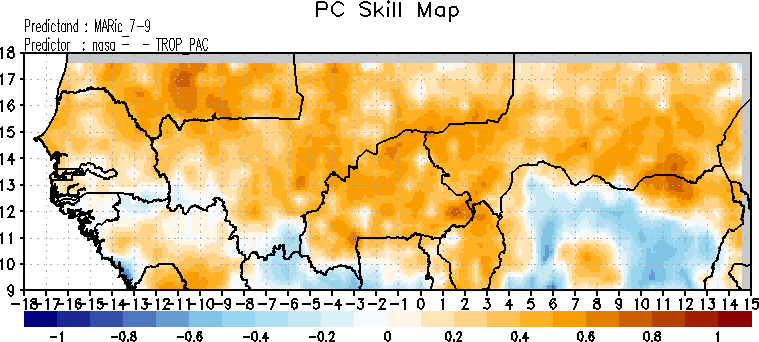 PC Skill Map
Predictand : MARic_7-9
Predictor : nasa - - TROP_PAC
18
17
16
15
14
13
12
11
10
9
-18 -17 -16 -15 -14 -13 -12 -11 -10 -9 -8 -7 -6 -5 -4 -3 -2 -1 0 1 2 3 4 5 6 7 8 9 10 11 12 13 14 15
-1 -0.8 -0.6 -0.4 -0.2 0 0.2 0.4 0.6 0.8 1